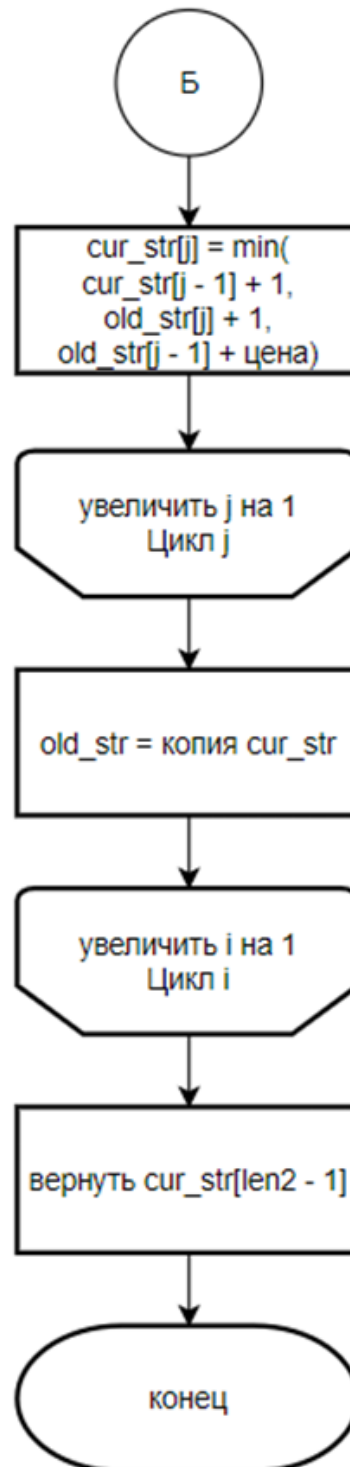 Б
cur_str[j] = min(
cur_str[j - 1] + 1,
old_str[j] + 1,
old_str[j - 1] + цена)
увеличить j на 1
Цикл j
old_str = копия cur_str
увеличить i на 1
Цикл i
вернуть cur_str[len2 - 1]
конец